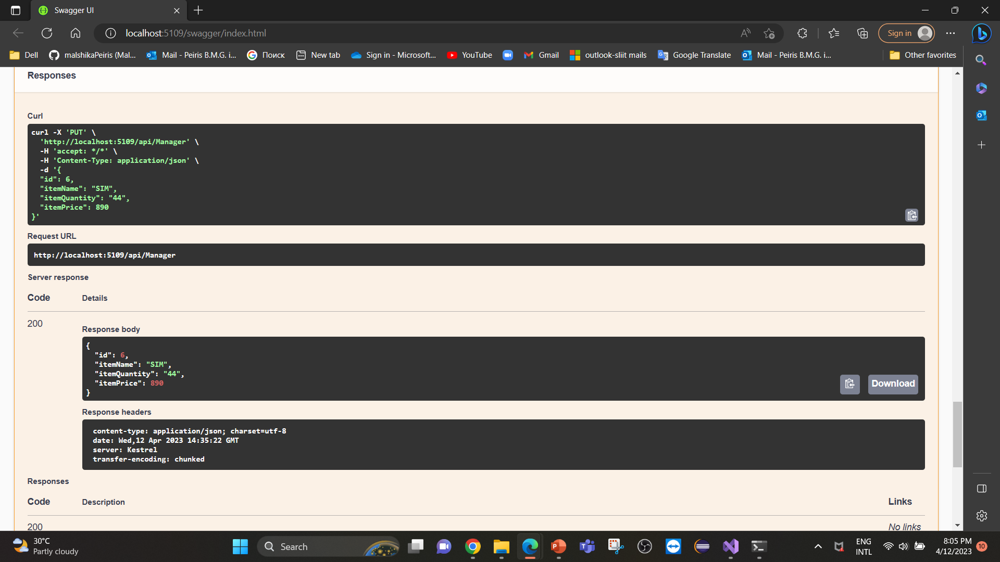 Swagger UI
localhost:5109/swagger/index.html
Sign in
Dell
malshikaPeiris (Mal...
Mail - Peiris B.M.G. i...
Поиск
New tab
Sign in - Microsoft...
YouTube
Gmail
outlook-sliit mails
Google Translate
Mail - Peiris B.M.G. i...
Other favorites
Responses
Curl
curl -X 'PUT' \
'http://localhost:5109/api/Manager' \
-H 'accept: */*' \
-H 'Content-Type: application/json' \
-d '{
"id": 6,
"itemName": "SIM",
"itemQuantity": "44",
"itemPrice": 890
}'
Request URL
http://localhost:5109/api/Manager
Server response
Code Details
200
Response body
{
"id": 6,
"itemName": "SIM",
"itemQuantity": "44",
"itemPrice": 890
}
Download
Response headers
content-type: application/json; charset=utf-8
date: Wed,12 Apr 2023 14:35:22 GMT
server: Kestrel
transfer-encoding: chunked
Responses
Code Description Links
200 No links
30°C
Partly cloudy
Search
ENG
INTL
8:05 PM
4/12/2023
10